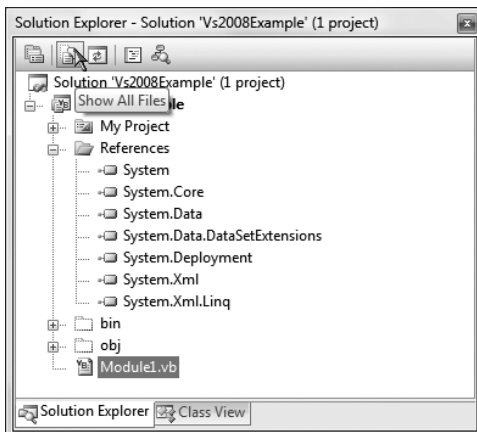 Solution Explorer - Solution 'Vs2008Example' (1 project)
Solution 'Vs2008Example' (1 project)
Show All Files
My Project
References
System
System.Core
System.Data
System.Data.DataSetExtensions
System.Deployment
System.Xml
System.Xml.Linq
bin
obj
Module1.vb
Solution Explorer Class View